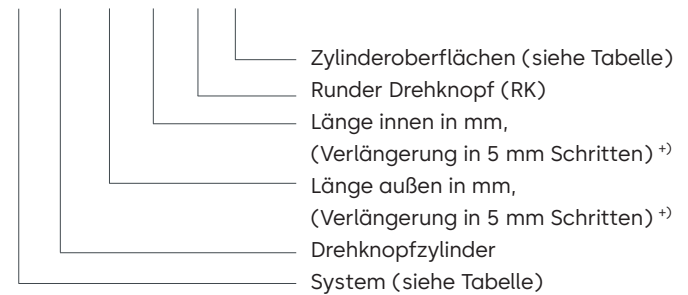 Zylinderoberflächen (siehe Tabelle)
Runder Drehknopf (RK)
Länge innen in mm,
(Verlängerung in 5 mm Schritten) +)
Länge außen in mm,
(Verlängerung in 5 mm Schritten) +)
Drehknopfzylinder
System (siehe Tabelle)